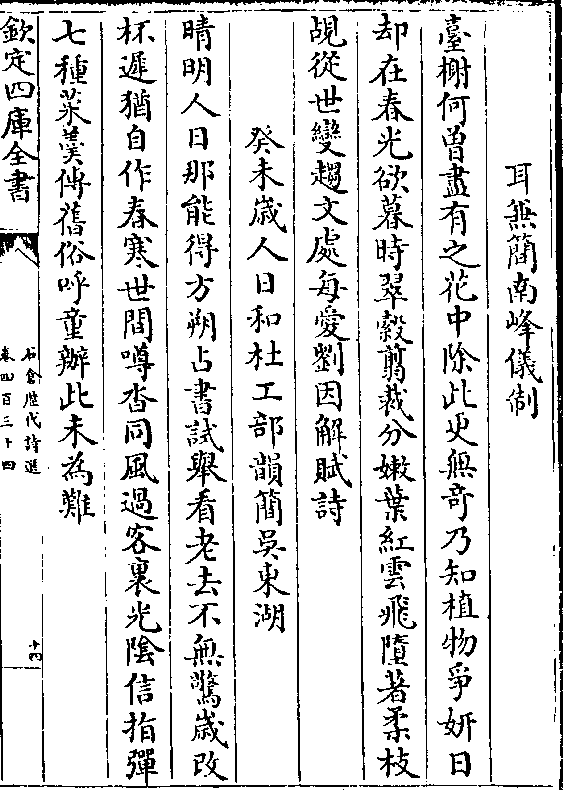 耳無簡南峰儀制
臺榭何曾盡有之花中除此更無奇乃知植物爭妍日
却在春光欲暮時翠縠剪裁分嫩葉紅雲飛墮著柔枝
覘從世變趨文處每愛劉因解賦詩
癸未歲人日和杜工部韻簡吳東湖
晴明人日那能得方朔占書試舉看老去不無驚歲改
杯遲猶自作春寒世間噂沓同風過客裏光陰信指彈
七種菜羹傳舊俗呼童辦此未為難
欽定四庫全書
石倉歷代詩選
卷四百三十四
十四